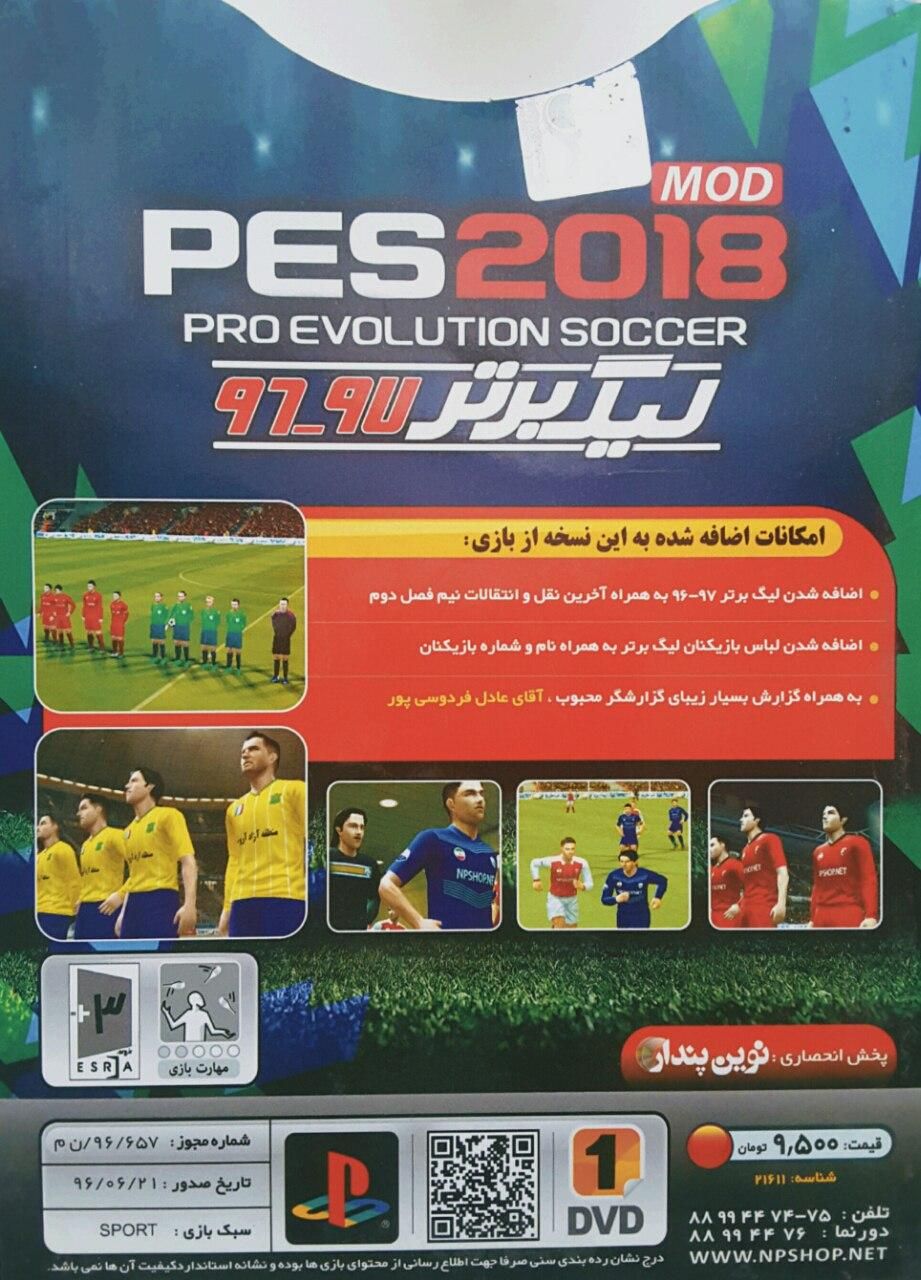 MOD
PES2018
PRO EVOLUTION SOCCER
لیگ برتر ۹۷_۹۶
امکانات اضافه شده به این نسخه از بازی:
اضافه شدن لیگ برتر ۹۷-۹۶ به همراه آخرین نقل و انتقالات نیم فصل دوم
اضافه شدن لباس بازیکنان لیگ برتر به همراه نام و شماره بازیکنان
به همراه گزارش بسیار زیبای گزارشگر محبوب ، آقای عادل فردوسی پور
منطقه آزاد
NPSHOP.NET
PSHOP.NET
+۳
ESRA
مهارت بازی
پخش انحصاری : نوین پندار
شماره مجوز : ۹۶/۶۵۷/ن م
تاریخ صدور : ۹۶/۰۶/۲۱
سبک بازی : SPORT
1
DVD
قیمت: ۹,۵۰۰ تومان
شناسه: ۲۱۶۱۱
تلفن : ۷۵-۷۴ ۴۴ ۹۹ ۸۸
دورنما : ۷۶ ۴۴ ۹۹ ۸۸
WWW.NPSHOP.NET
درج نشان رده بندی سنی صرفا جهت اطلاع رسانی از محتوای بازی ها بوده و نشانه استاندارد کیفیت آن ها نمی باشد.